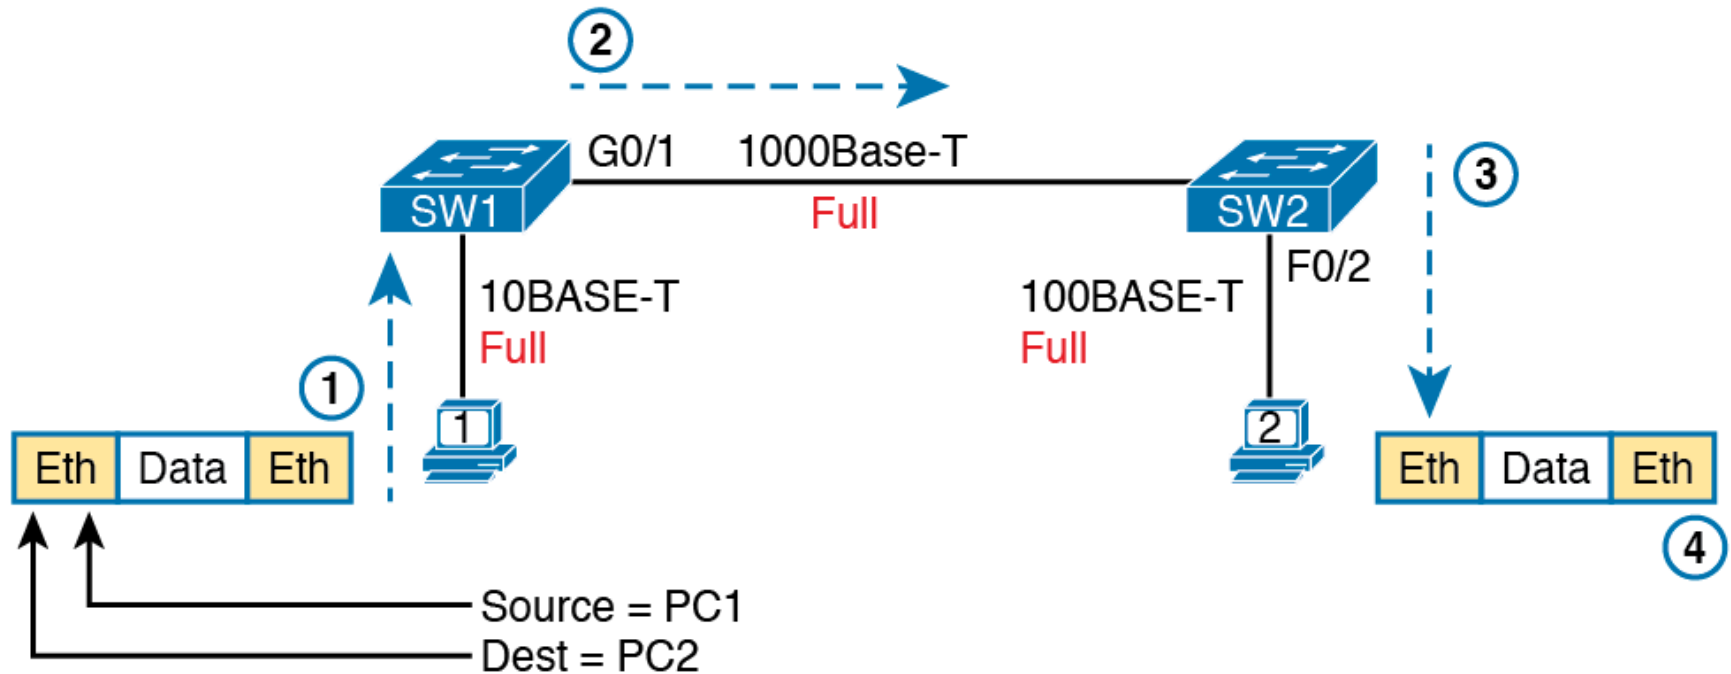 2
G0/1 1000Base-T
SW1
Full
SW2
3
F0/2
10BASE-T
Full
100BASE-T
Full
1
1
2
Eth Data Eth
Eth Data Eth
4
Source = PC1
Dest = PC2